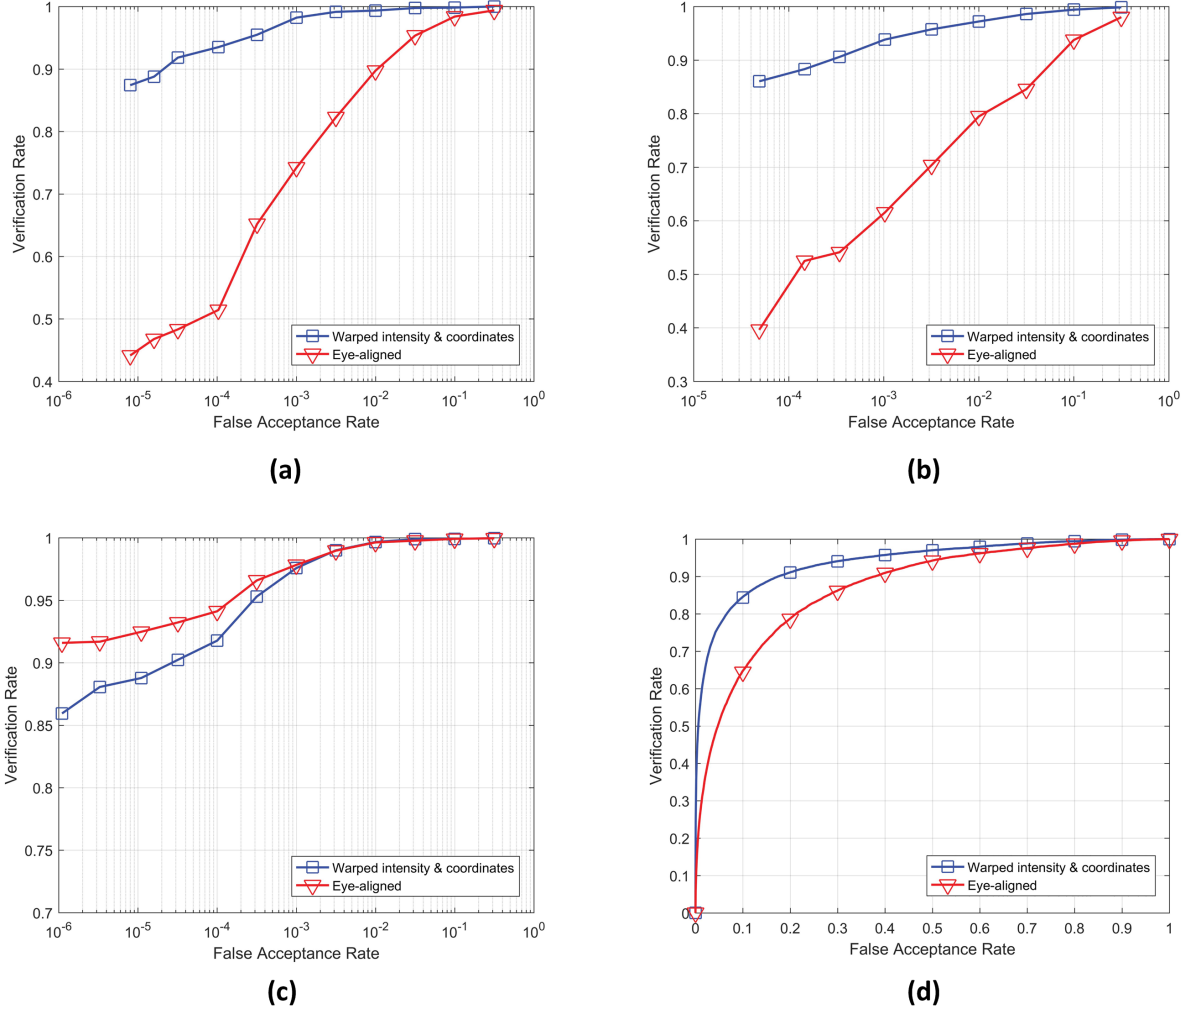 1
0.9
0.8
0.7
0.6
0.5
0.4
Verification Rate
10^-6 10^-5 10^-4 10^-3 10^-2 10^-1 10^0
False Acceptance Rate
Warped intensity & coordinates
Eye-aligned
(a)
1
0.9
0.8
0.7
0.6
0.5
0.4
0.3
Verification Rate
10^-5 10^-4 10^-3 10^-2 10^-1 10^0
False Acceptance Rate
Warped intensity & coordinates
Eye-aligned
(b)
1
0.95
0.9
0.85
0.8
0.75
0.7
Verification Rate
10^-6 10^-5 10^-4 10^-3 10^-2 10^-1 10^0
False Acceptance Rate
Warped intensity & coordinates
Eye-aligned
(c)
1
0.9
0.8
0.7
0.6
0.5
0.4
0.3
0.2
0.1
0
Verification Rate
0 0.1 0.2 0.3 0.4 0.5 0.6 0.7 0.8 0.9 1
False Acceptance Rate
Warped intensity & coordinates
Eye-aligned
(d)